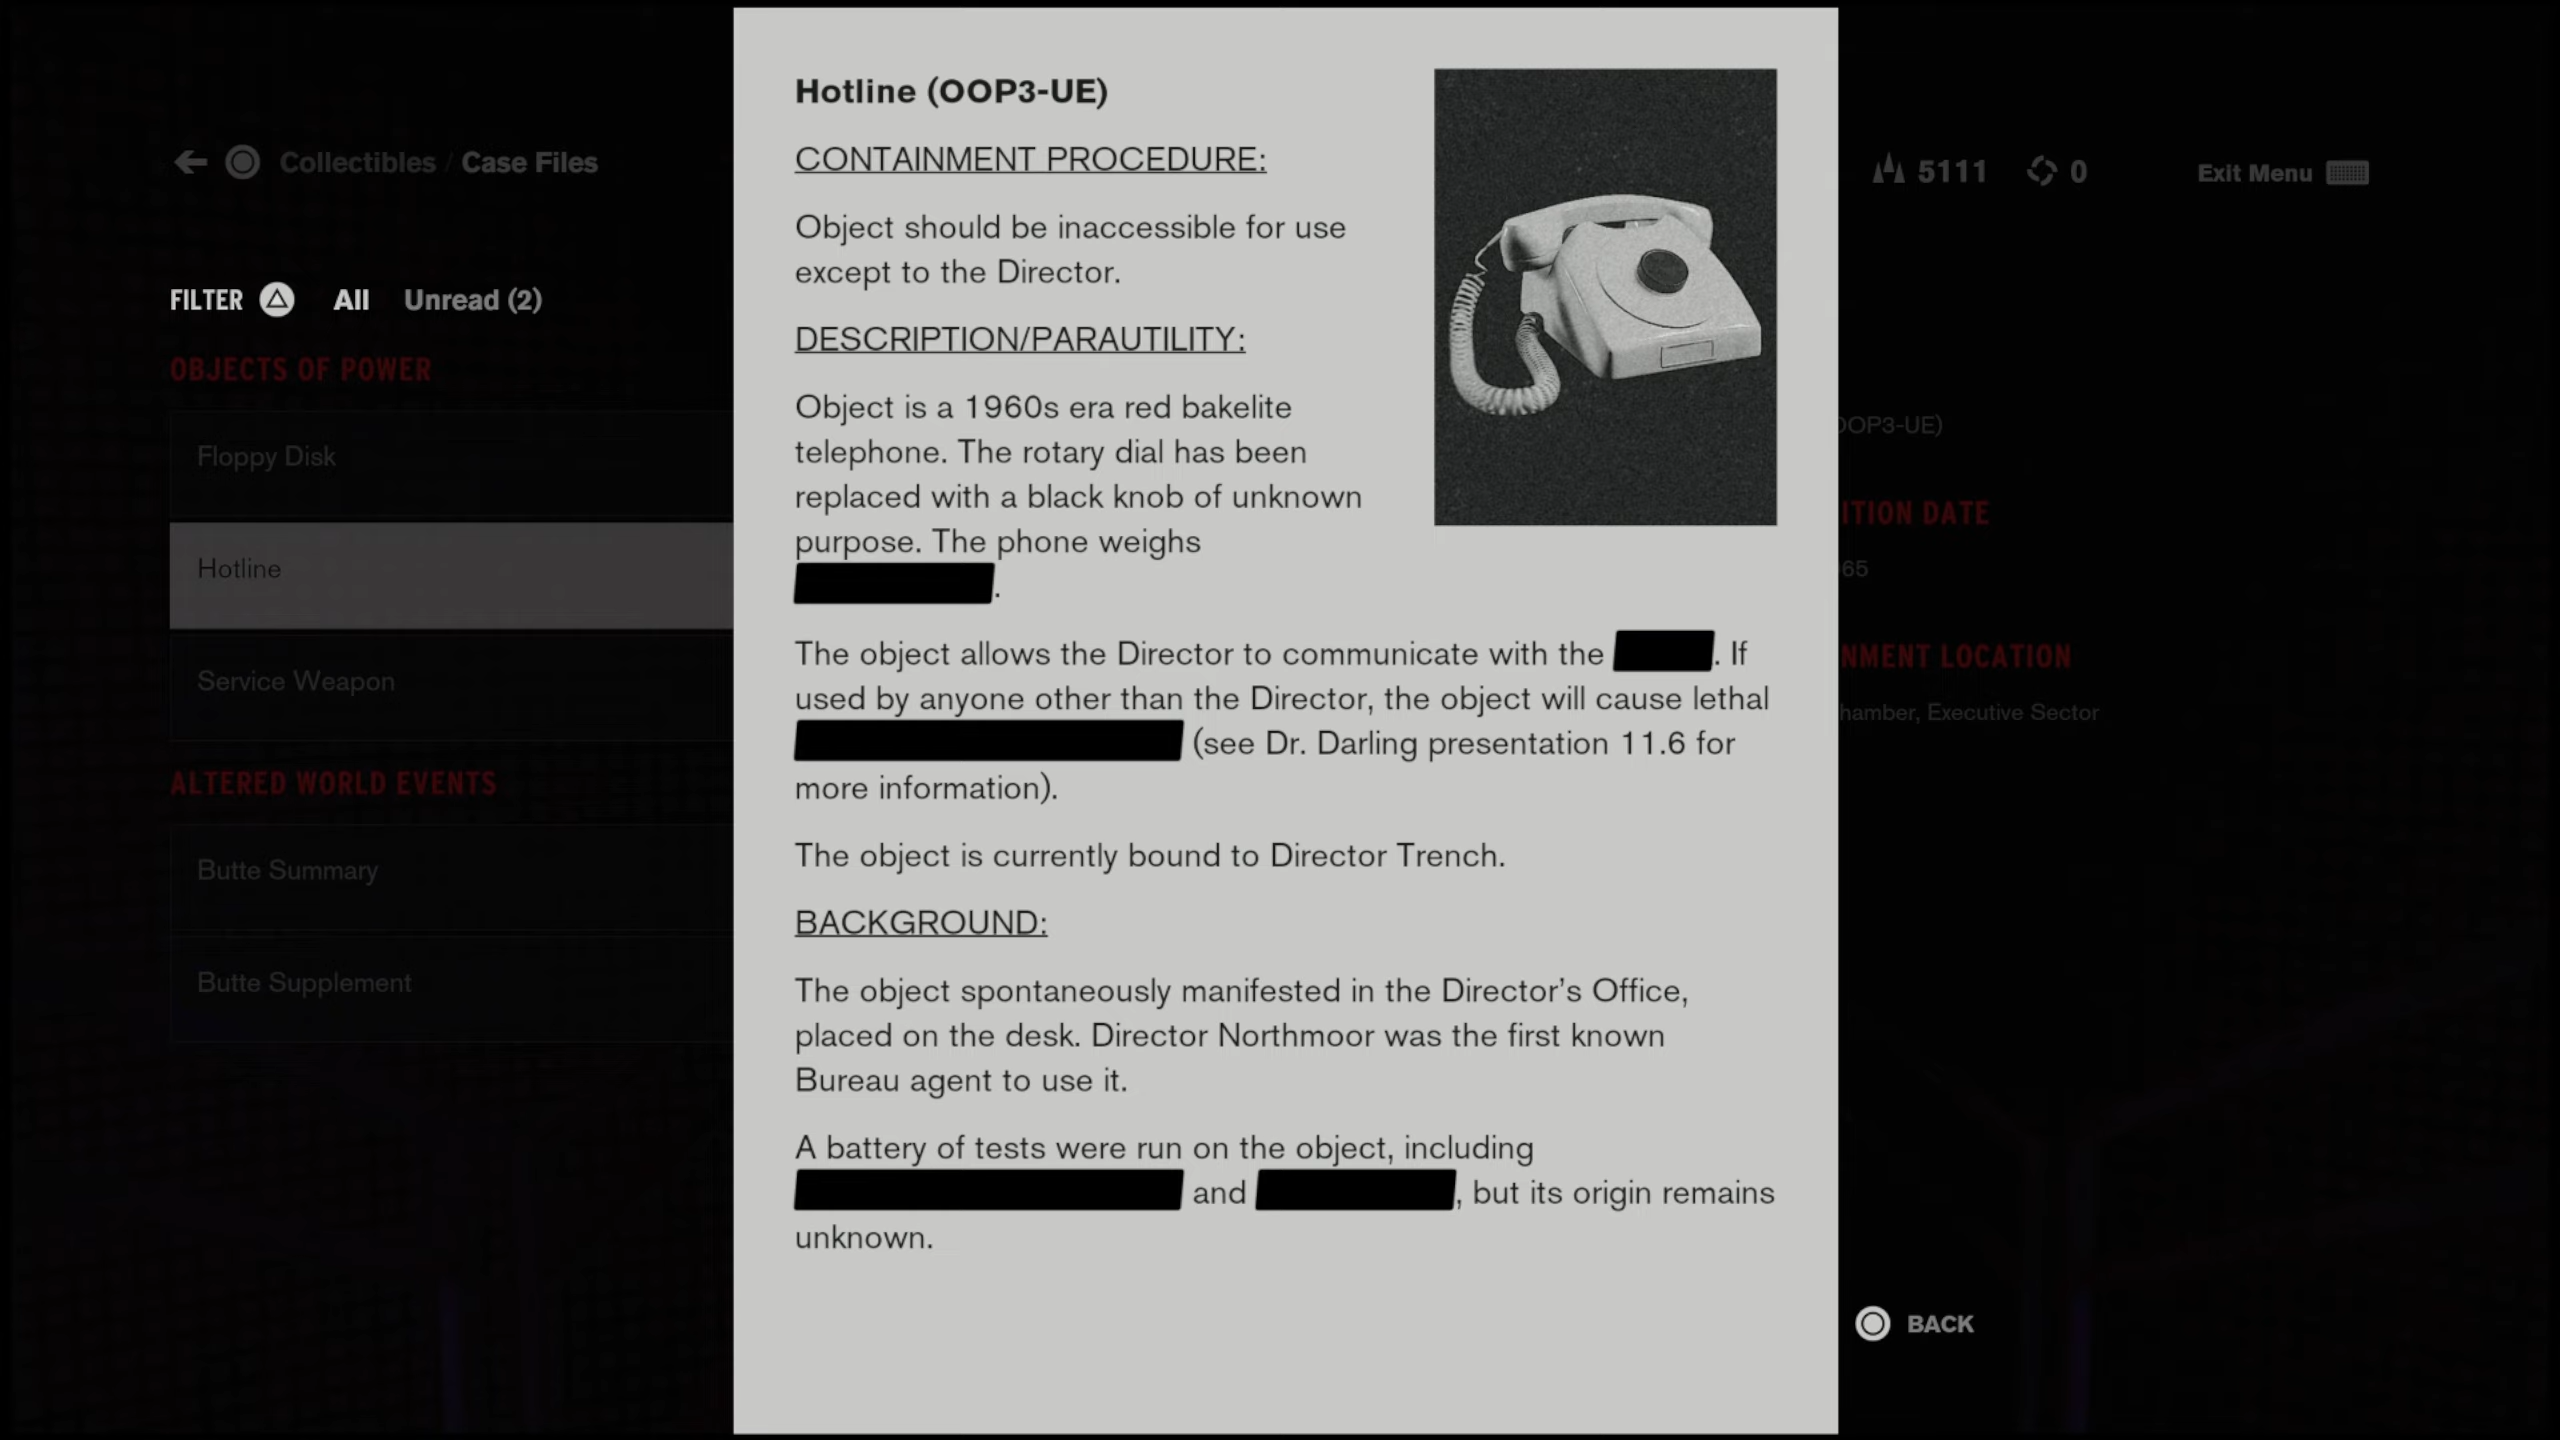 Collectibles / Case Files
5111
0
Exit Menu
FILTER All Unread (2)
OBJECTS OF POWER
Floppy Disk
Hotline
Service Weapon
ALTERED WORLD EVENTS
Butte Summary
Butte Supplement
Hotline (OOP3-UE)
CONTAINMENT PROCEDURE:
Object should be inaccessible for use
except to the Director.
DESCRIPTION/PARAUTILITY:
Object is a 1960s era red bakelite
telephone. The rotary dial has been
replaced with a black knob of unknown
purpose. The phone weighs
.
The object allows the Director to communicate with the . If
used by anyone other than the Director, the object will cause lethal
(see Dr. Darling presentation 11.6 for
more information).
The object is currently bound to Director Trench.
BACKGROUND:
The object spontaneously manifested in the Director's Office,
placed on the desk. Director Northmoor was the first known
Bureau agent to use it.
A battery of tests were run on the object, including
and , but its origin remains
unknown.
OOP3-UE)
DATE
65
LOCATION
Executive Sector
BACK